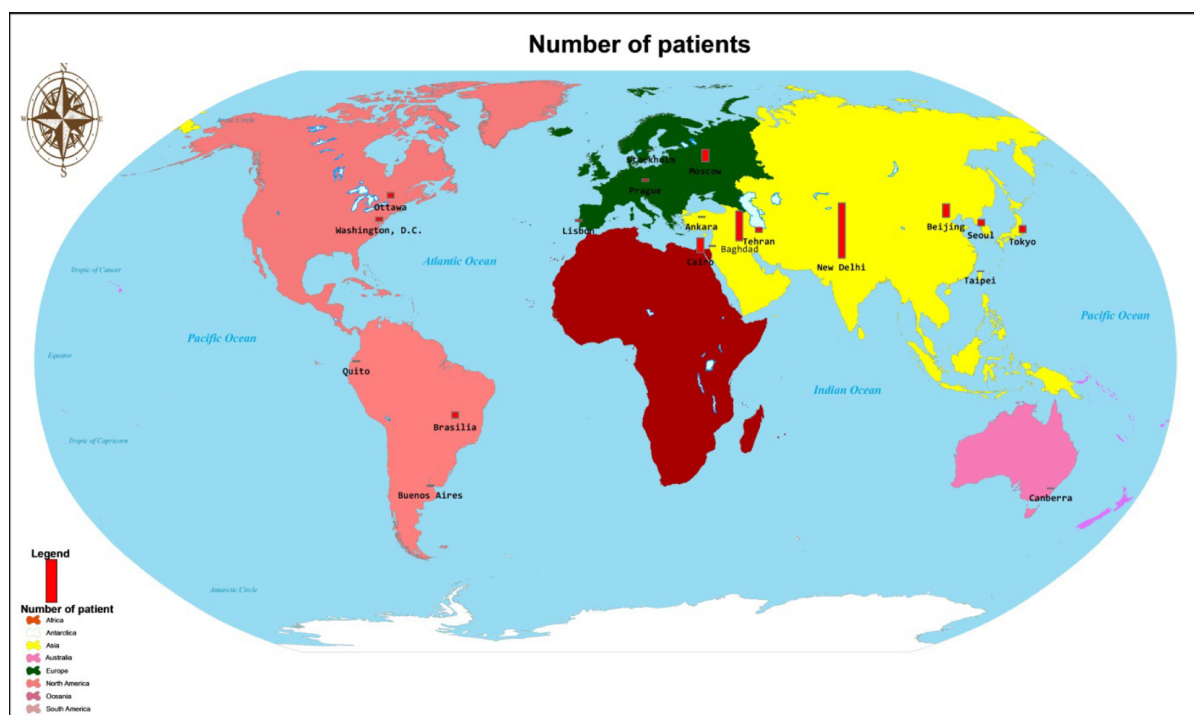 Number of patients
N
W
E
S
Arctic Circle
Stockholm
Moscow
Prague
Ottawa
Washington, D.C.
Lisbon
Ankara
Baghdad
Tehran
Cairo
New Delhi
Beijing
Seoul
Tokyo
Taipei
Atlantic Ocean
Tropic of Cancer
Pacific Ocean
Pacific Ocean
Equator
Quito
Indian Ocean
Brasilia
Tropic of Capricorn
Buenos Aires
Canberra
Antarctic Circle
Legend
Number of patient
Africa
Antarctica
Asia
Australia
Europe
North America
Oceania
South America